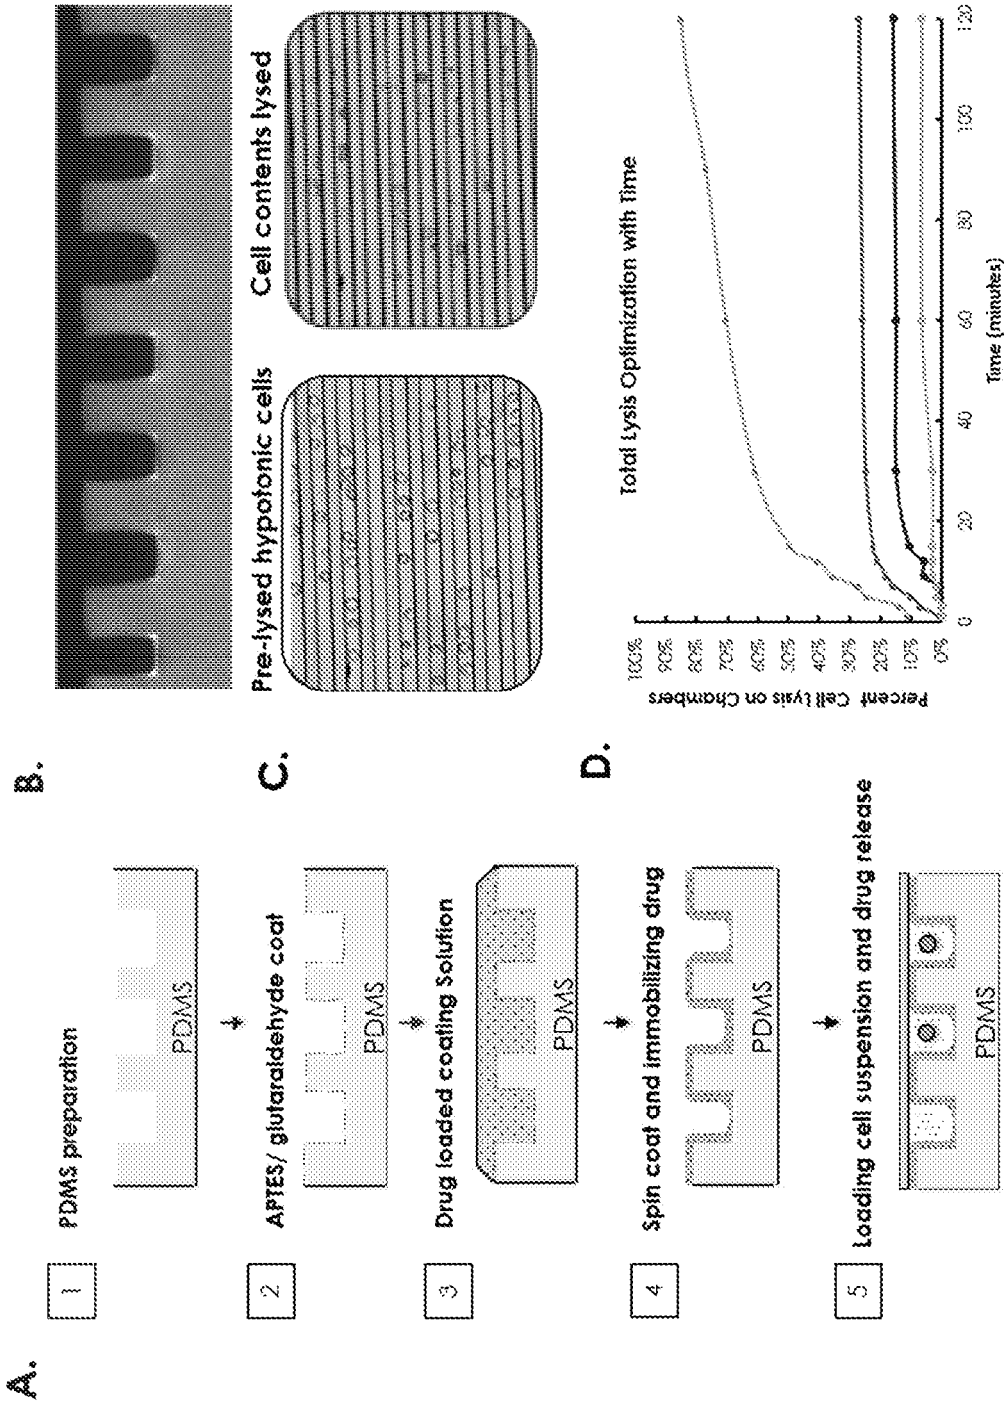 A.
1
PDMS preparation
PDMS
2
APTES/ glutaraldehyde coat
PDMS
3
Drug loaded coating Solution
PDMS
4
Spin coat and immobilizing drug
PDMS
5
Loading cell suspension and drug release
PDMS
B.
C.
Pre-lysed hypotonic cells
Cell contents lysed
D.
Total Lysis Optimization with Time
Percent Cell Lysis on Chambers
100%
90%
80%
70%
60%
50%
40%
30%
20%
10%
0%
0
20
40
60
80
100
120
Time (minutes)